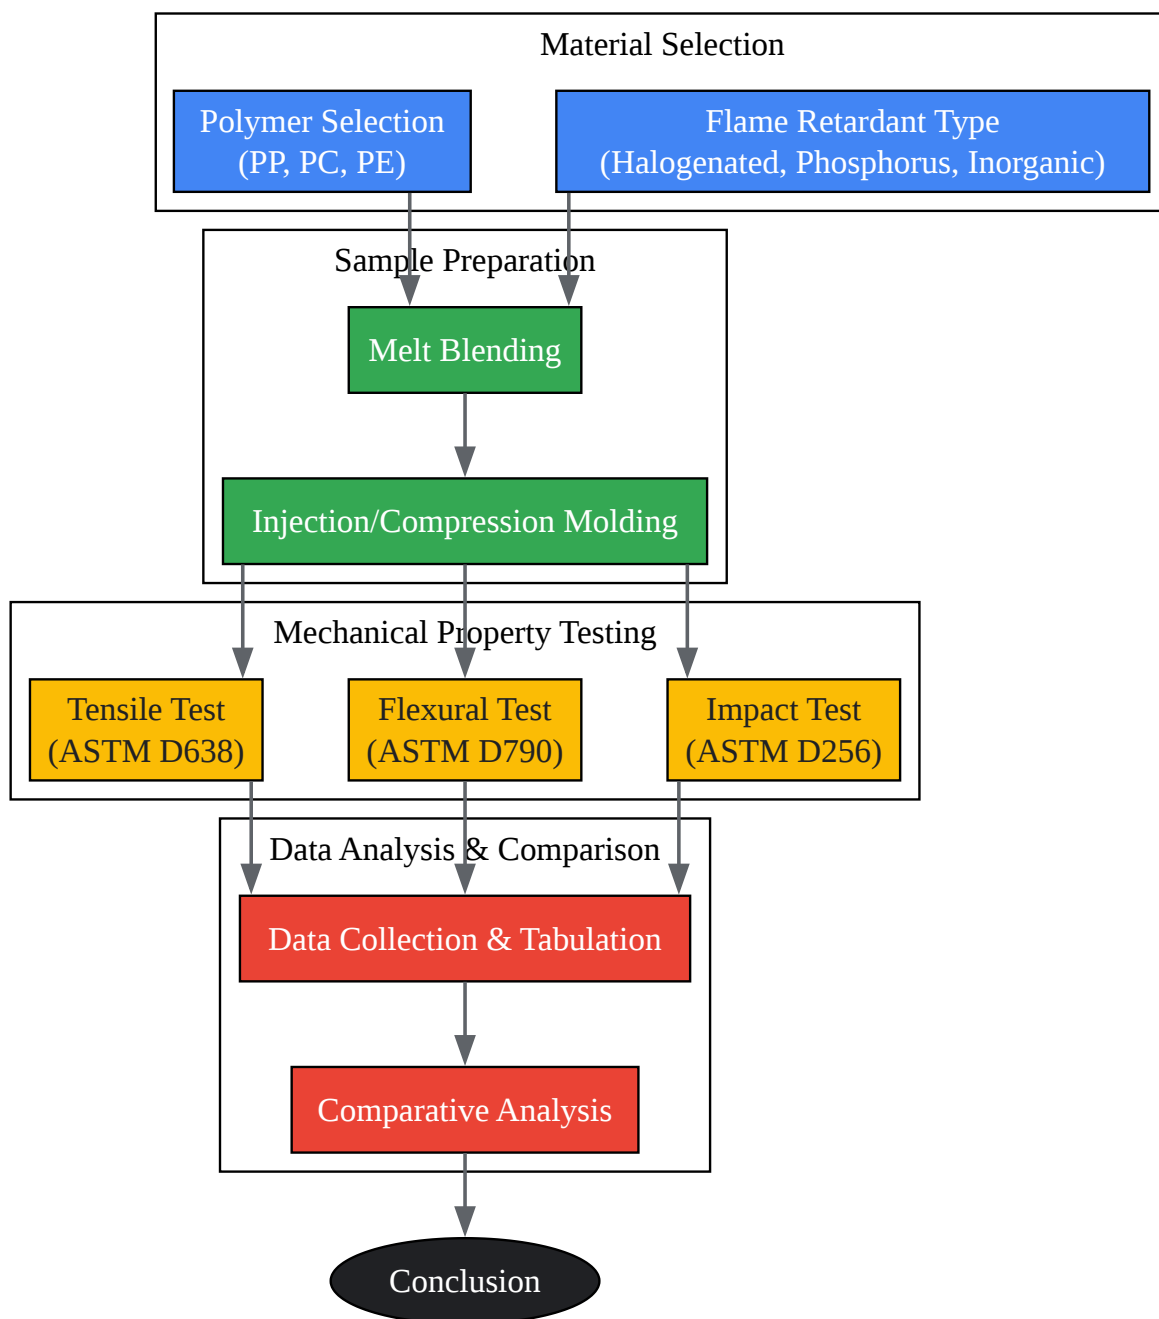 Material Selection
Polymer Selection
(PP, PC, PE)
Flame Retardant Type
(Halogenated, Phosphorus, Inorganic)
Sample Preparation
Melt Blending
Injection/Compression Molding
Mechanical Property Testing
Tensile Test
(ASTM D638)
Flexural Test
(ASTM D790)
Impact Test
(ASTM D256)
Data Analysis & Comparison
Data Collection & Tabulation
Comparative Analysis
Conclusion